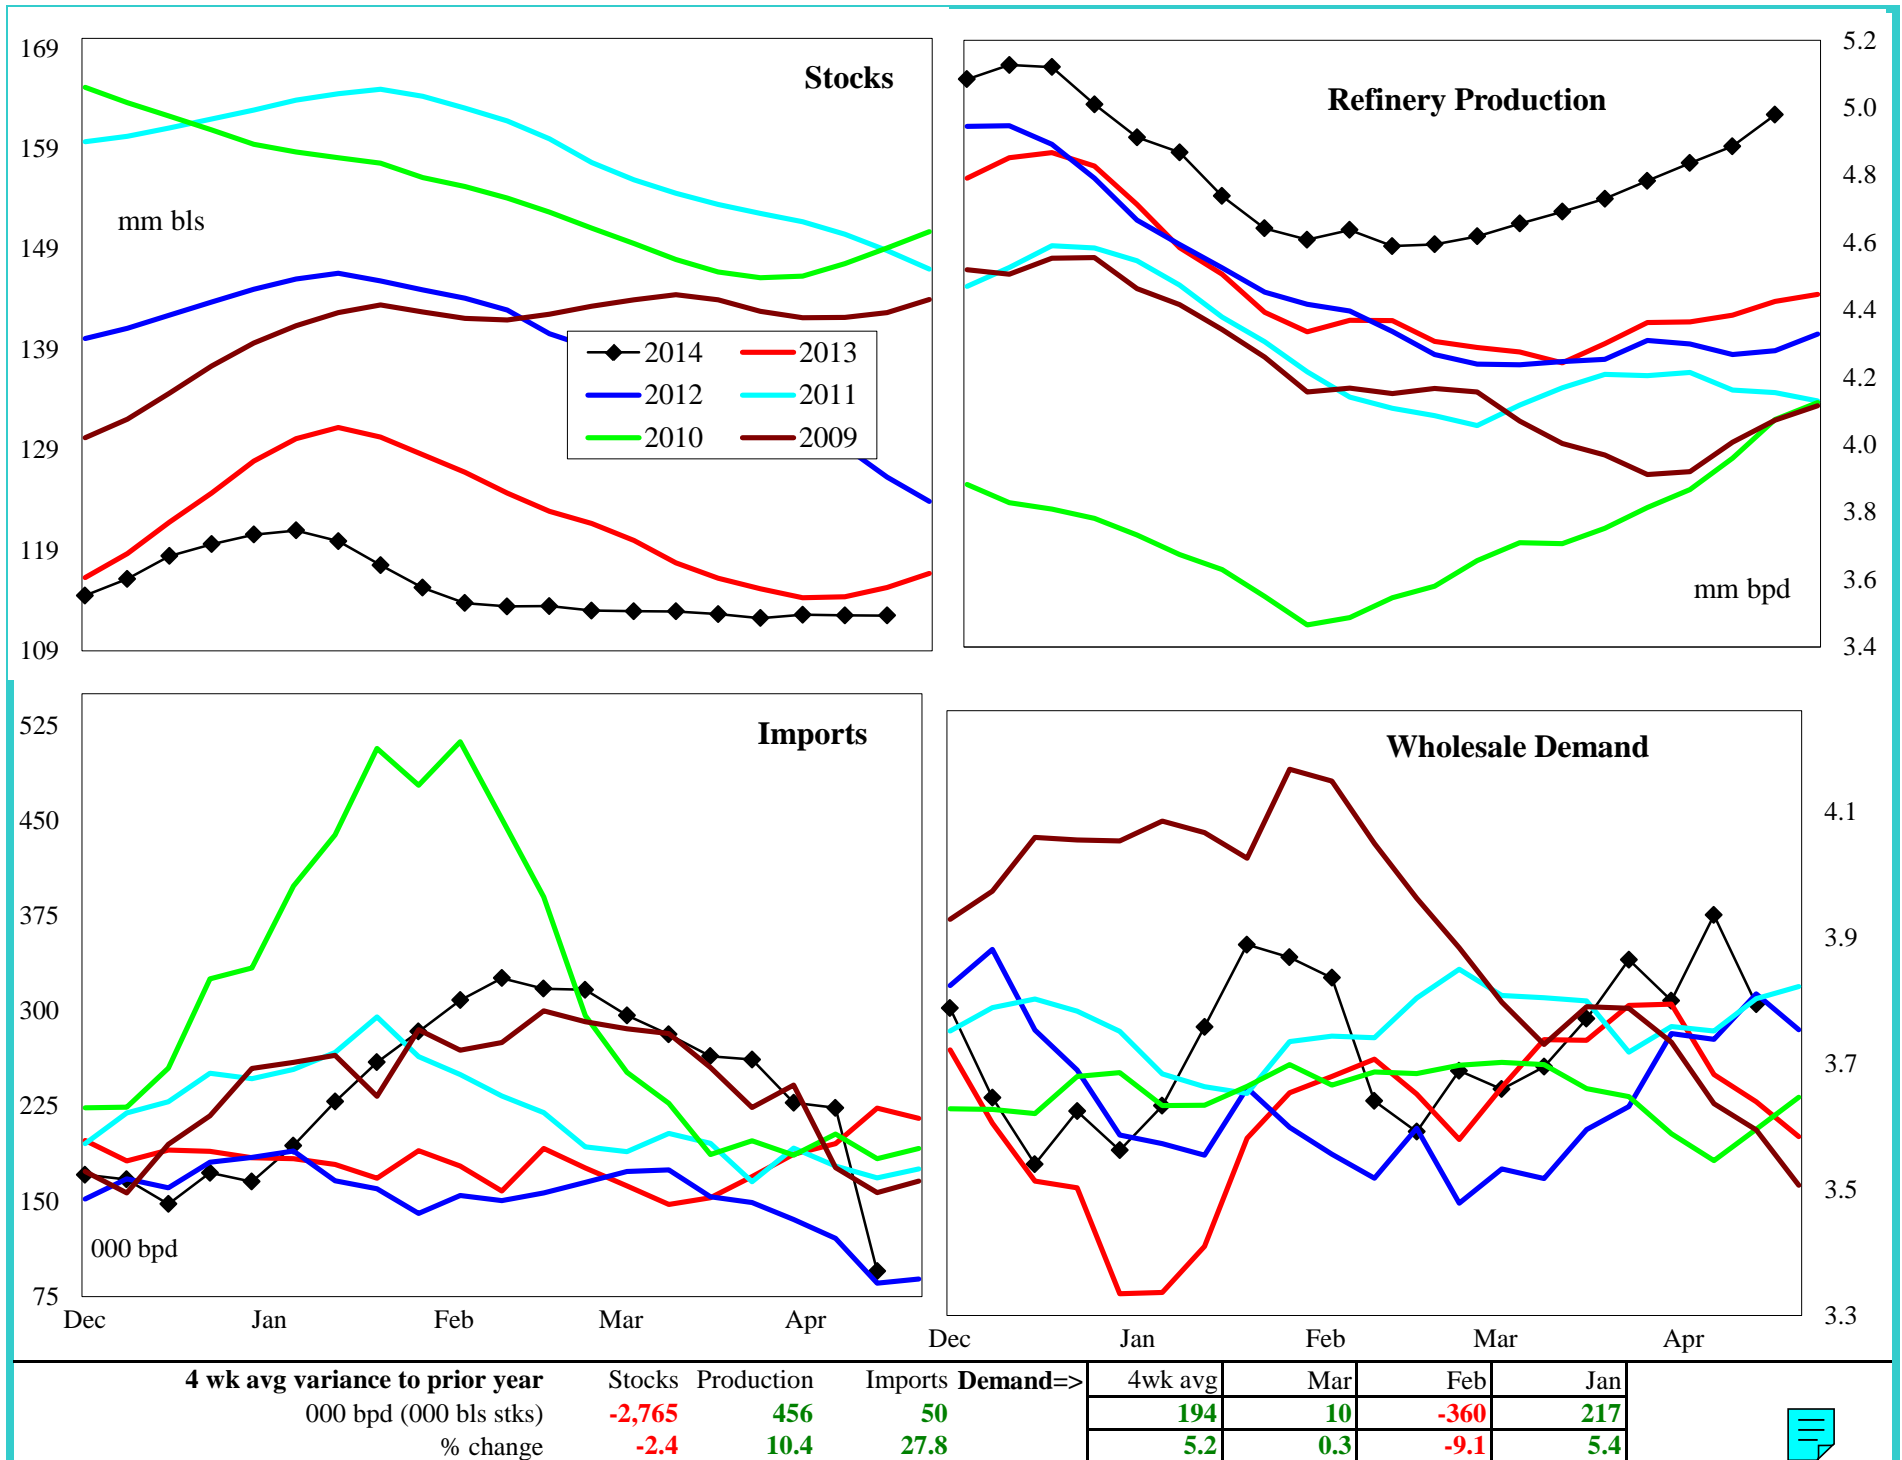 Stocks
169
159
149
139
129
119
109
mm bls
2014 2013
2012 2011
2010 2009
Refinery Production
5.2
5.0
4.8
4.6
4.4
4.2
4.0
3.8
3.6
3.4
mm bpd
Imports
525
450
375
300
225
150
75
000 bpd
Dec Jan Feb Mar Apr
Wholesale Demand
4.1
3.9
3.7
3.5
3.3
Dec Jan Feb Mar Apr
4 wk avg variance to prior year Stocks Production Imports Demand=> 4wk avg Mar Feb Jan
000 bpd (000 bls stks) -2,765 456 50 194 10 -360 217
% change -2.4 10.4 27.8 5.2 0.3 -9.1 5.4